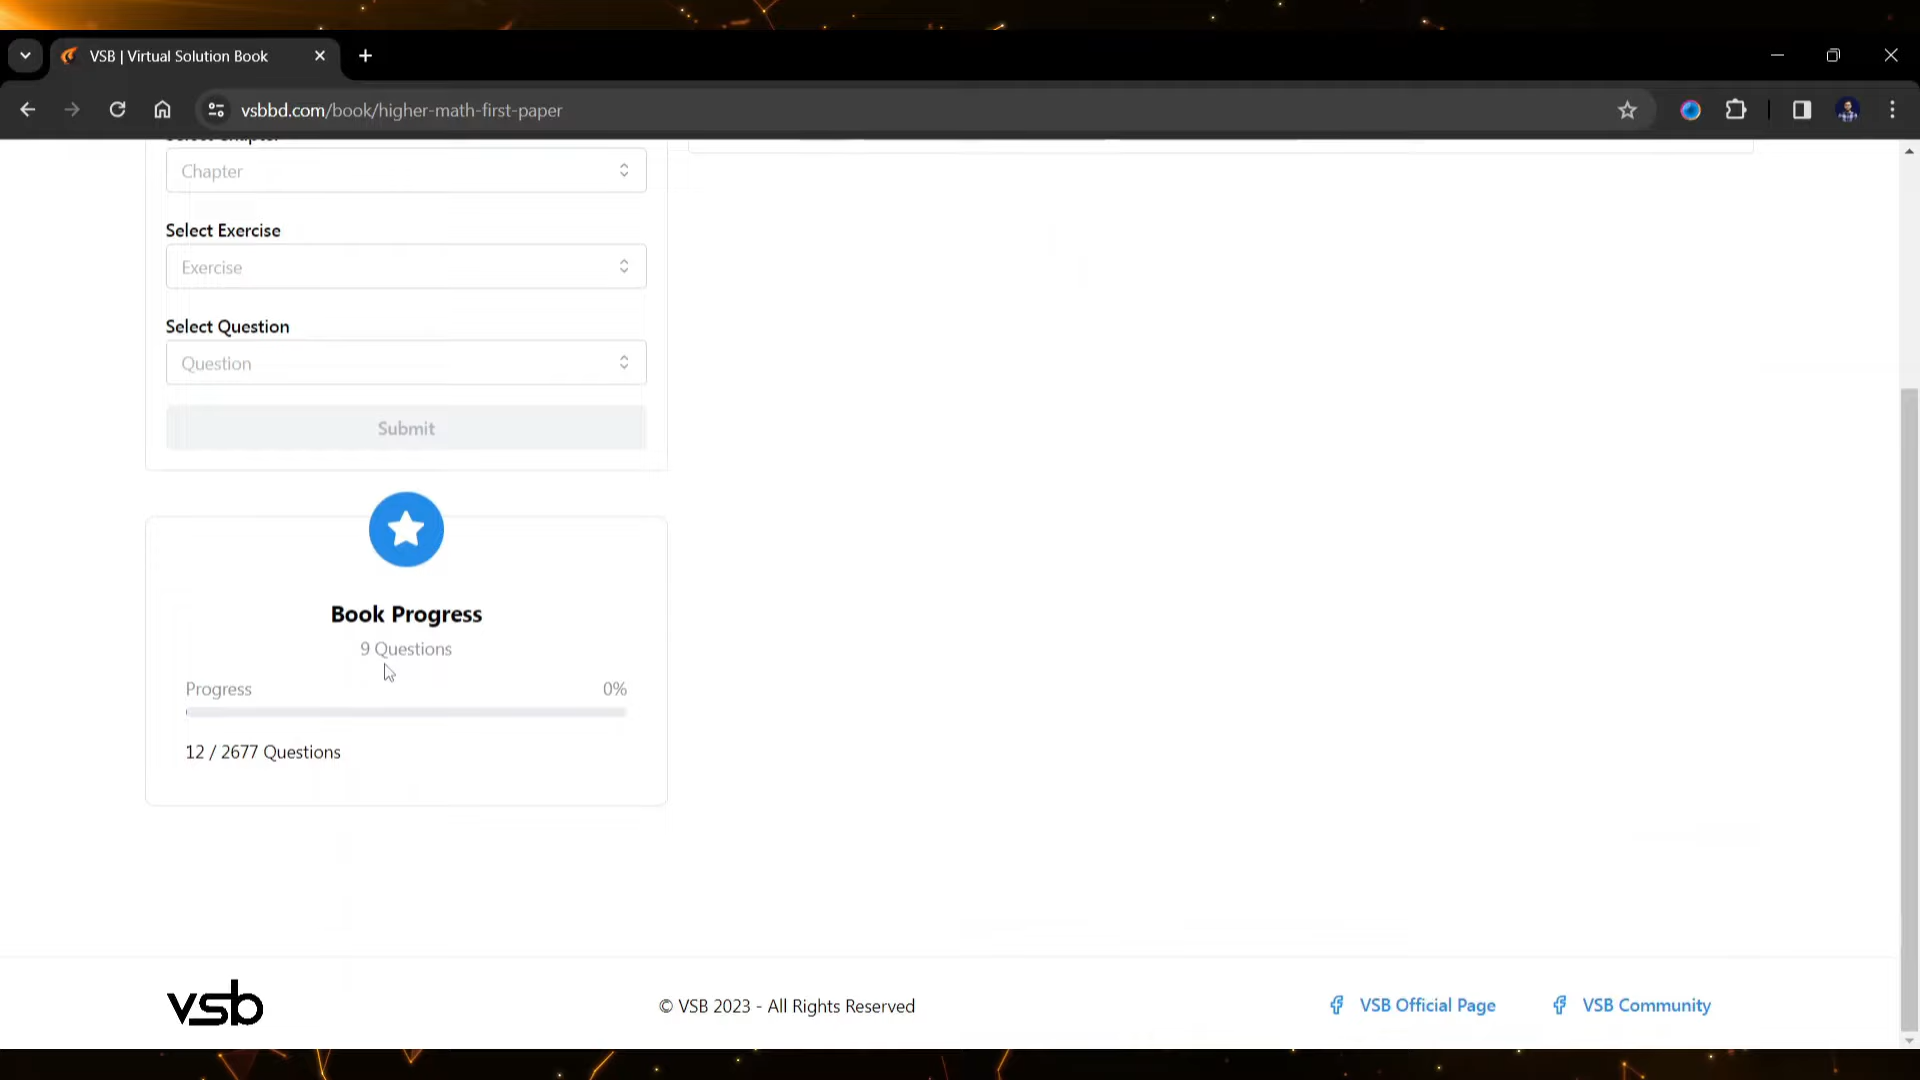 VSB | Virtual Solution Book
vsbbd.com/book/higher-math-first-paper
Select Chapter
Chapter
Select Exercise
Exercise
Select Question
Question
Submit
Book Progress
9 Questions
Progress 0%
12 / 2677 Questions
vsb
© VSB 2023 - All Rights Reserved
VSB Official Page
VSB Community